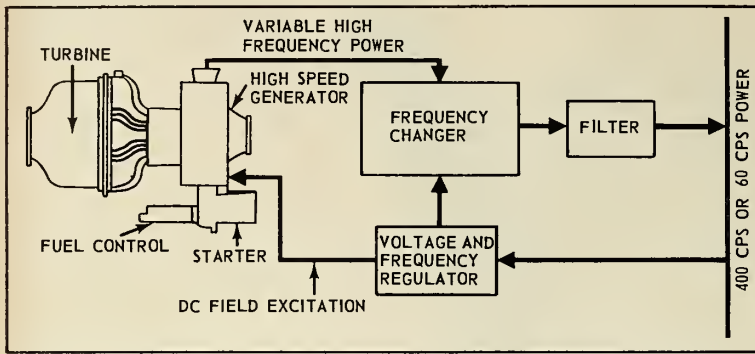 VARIABLE HIGH
FREQUENCY POWER
TURBINE
HIGH SPEED
GENERATOR
FREQUENCY
CHANGER
FILTER
400 CPS OR 60 CPS POWER
FUEL CONTROL
STARTER
VOLTAGE AND
FREQUENCY
REGULATOR
DC FIELD EXCITATION